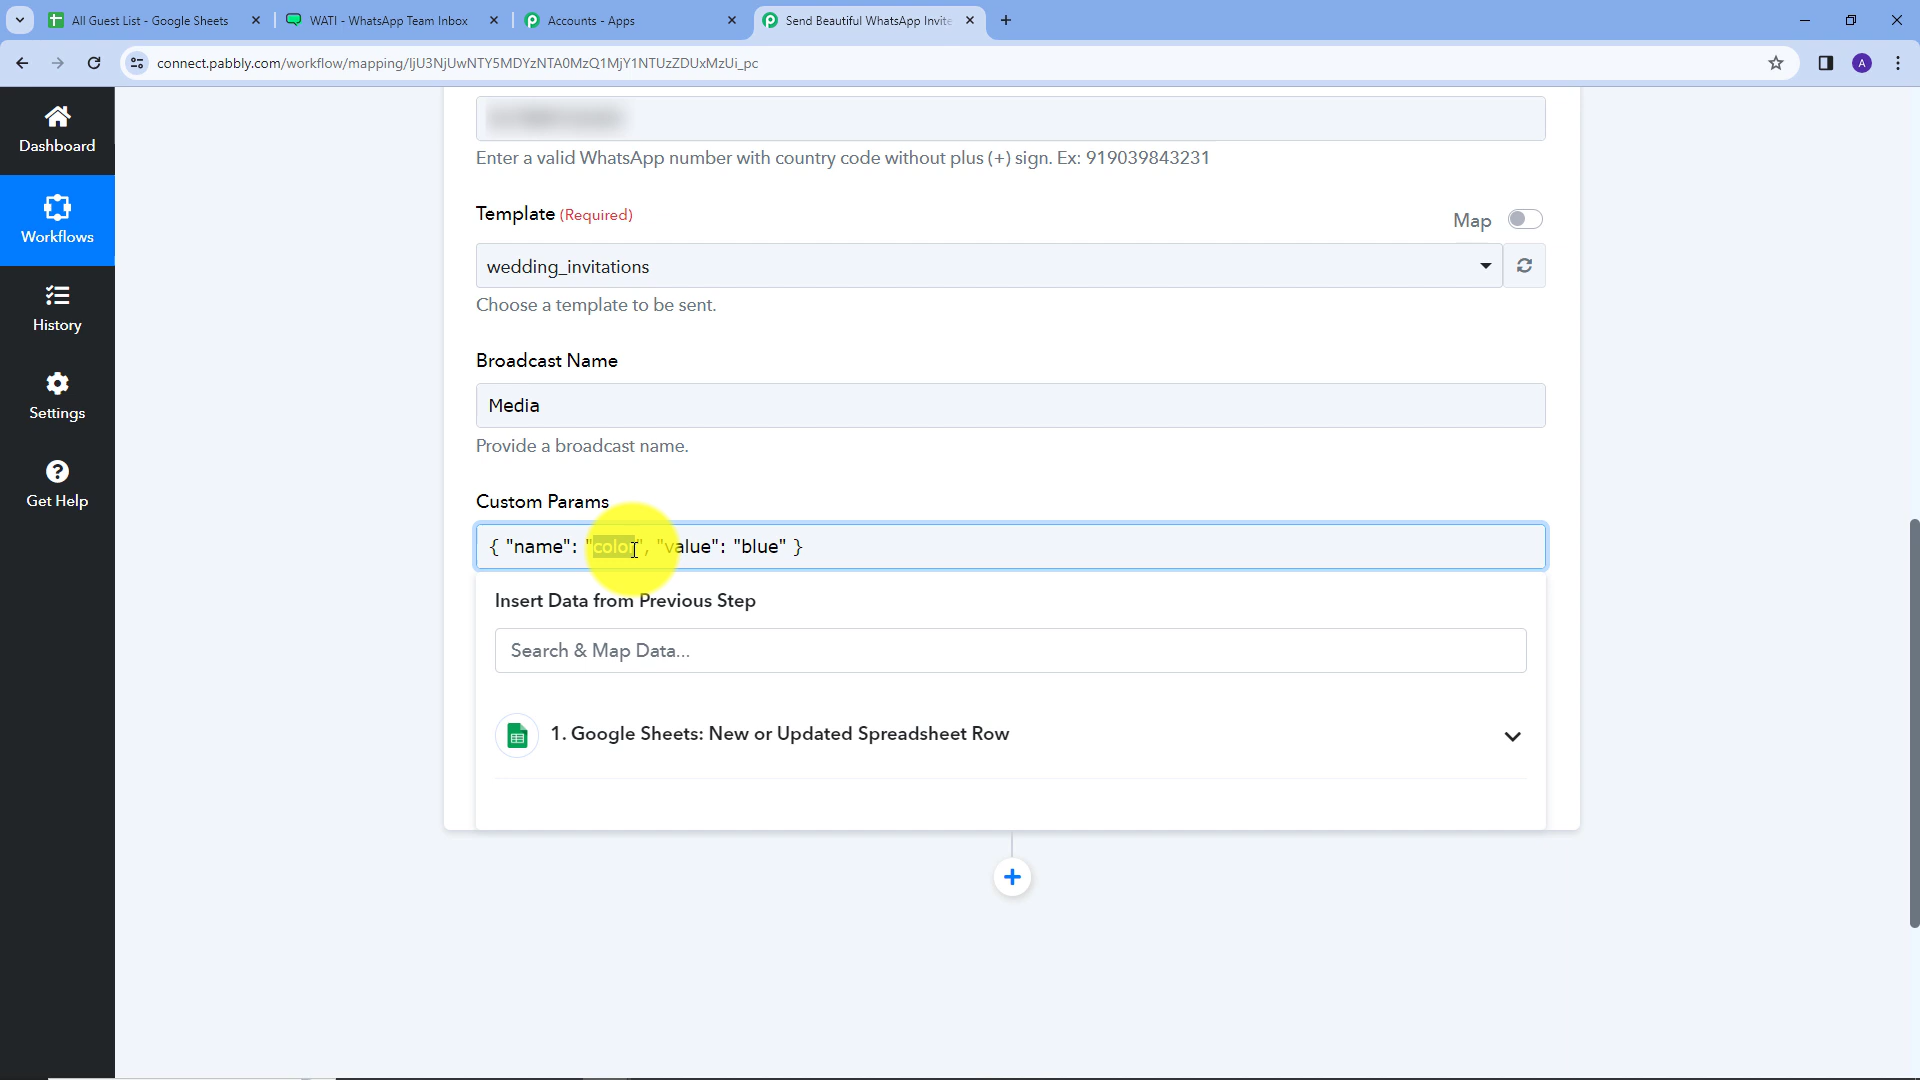 All Guest List - Google Sheets
WATI - WhatsApp Team Inbox
Accounts - Apps
Send Beautiful WhatsApp Invite
connect.pabbly.com/workflow/mapping/IjU3NjUwNTY5MDYzNTA0MzQ1MjY1NTUzZDUxMzUi_pc
A
Dashboard
Workflows
History
Settings
Get Help
Enter a valid WhatsApp number with country code without plus (+) sign. Ex: 919039843231
Template (Required)
Map
wedding_invitations
Choose a template to be sent.
Broadcast Name
Media
Provide a broadcast name.
Custom Params
{ "name": "color", "value": "blue" }
Insert Data from Previous Step
Search & Map Data...
1. Google Sheets: New or Updated Spreadsheet Row